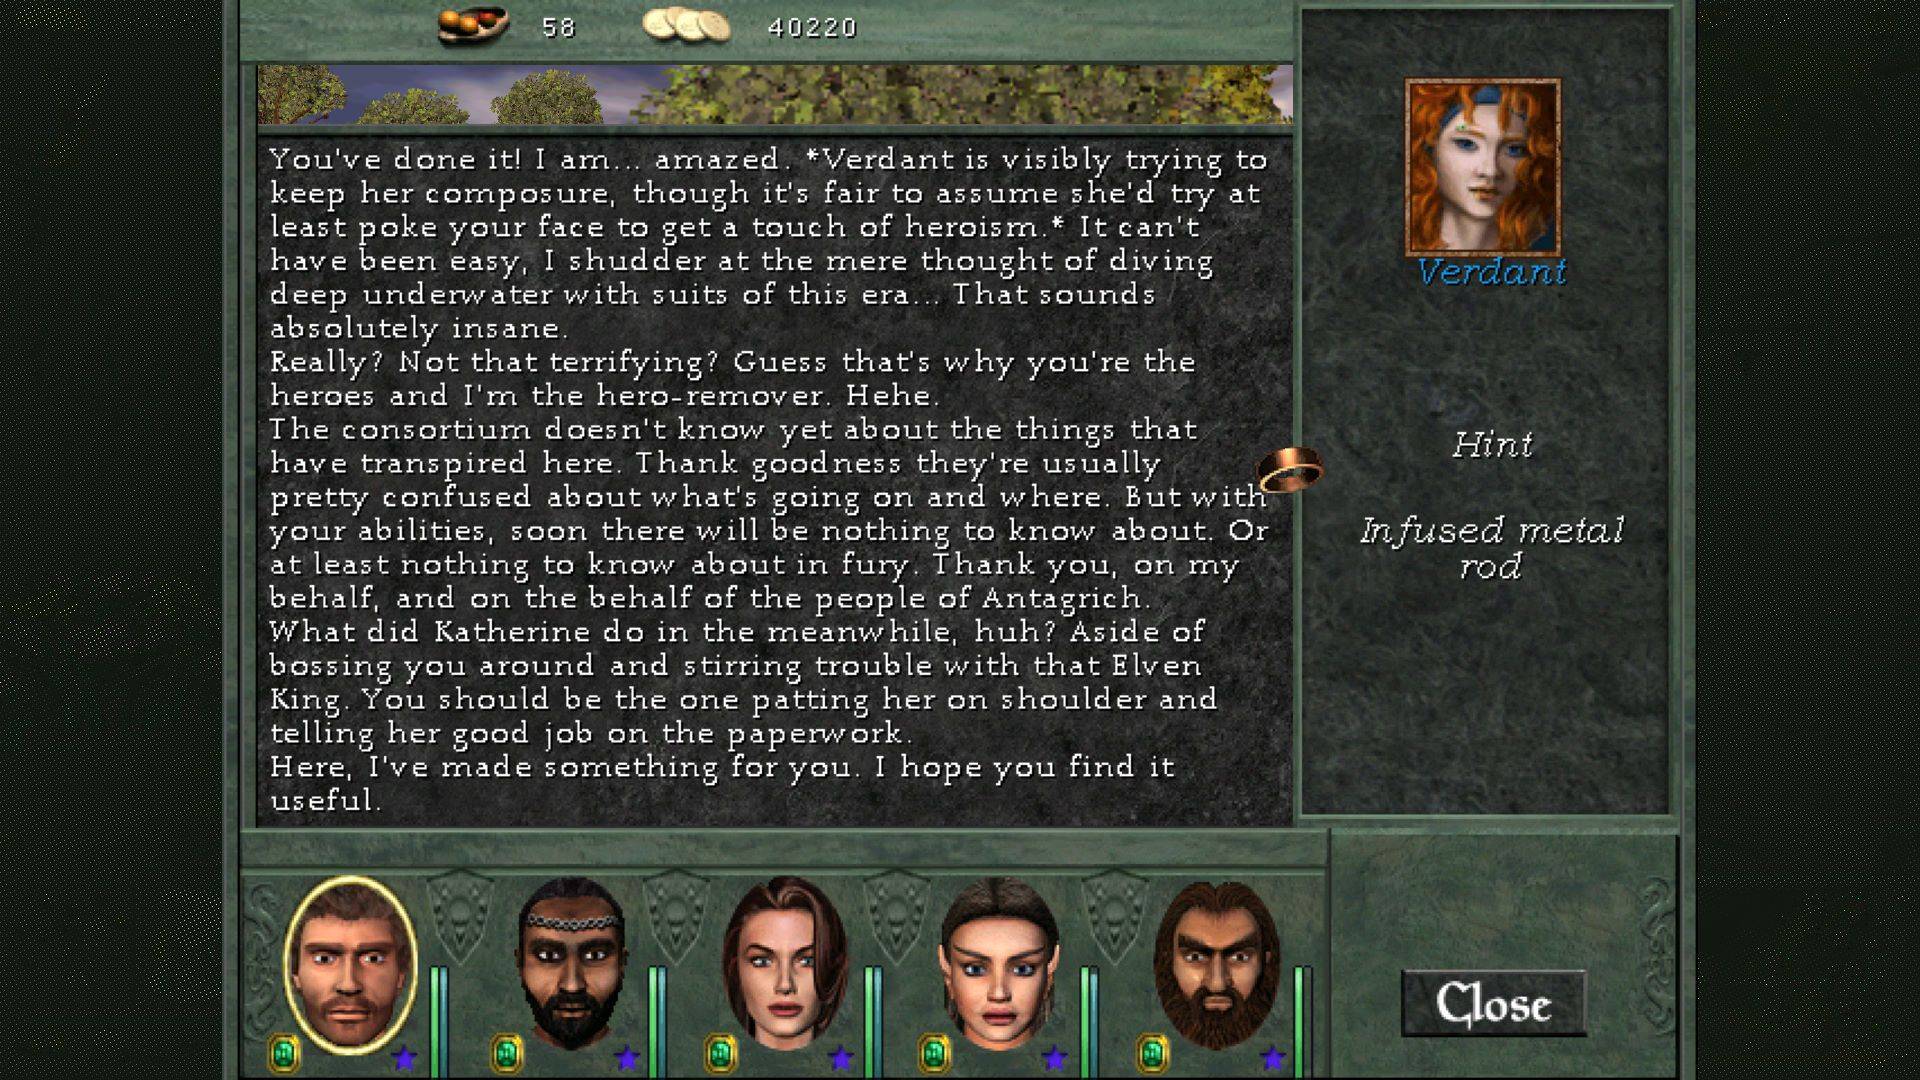 58 40220
You've done it! I am... amazed. *Verdant is visibly trying to
keep her composure, though it's fair to assume she'd try at
least poke your face to get a touch of heroism.* It can't
have been easy, I shudder at the mere thought of diving
deep underwater with suits of this era... That sounds
absolutely insane.
Really? Not that terrifying? Guess that's why you're the
heroes and I'm the hero-remover. Hehe.
The consortium doesn't know yet about the things that
have transpired here. Thank goodness they're usually
pretty confused about what's going on and where. But with
your abilities, soon there will be nothing to know about. Or
at least nothing to know about in fury. Thank you, on my
behalf, and on the behalf of the people of Antagrich.
What did Katherine do in the meanwhile, huh? Aside of
bossing you around and stirring trouble with that Elven
King. You should be the one patting her on shoulder and
telling her good job on the paperwork.
Here, I've made something for you. I hope you find it
useful.
Verdant
Hint
Infused metal
rod
Close